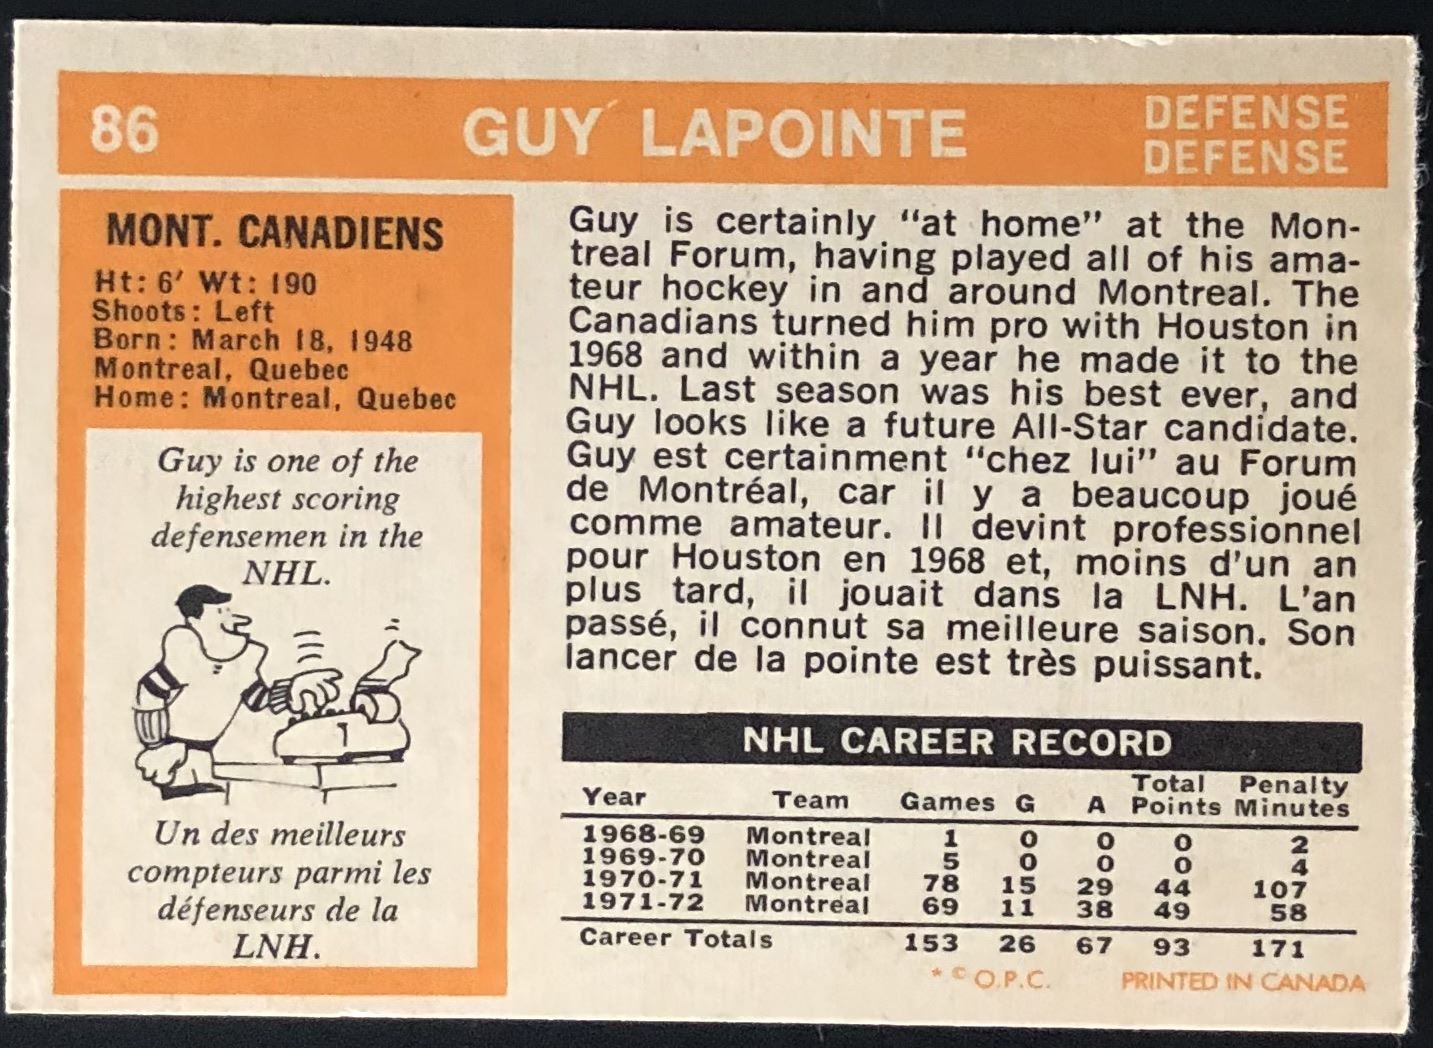 86 GUY LAPOINTE DEFENSE
DEFENSE
MONT. CANADIENS
Ht: 6′ Wt: 190
Shoots: Left
Born: March 18, 1948
Montreal, Quebec
Home: Montreal, Quebec
Guy is one of the
highest scoring
defensemen in the
NHL.
Un des meilleurs
compteurs parmi les
défenseurs de la
LNH.
Guy is certainly “at home” at the Mon-
treal Forum, having played all of his ama-
teur hockey in and around Montreal. The
Canadians turned him pro with Houston in
1968 and within a year he made it to the
NHL. Last season was his best ever, and
Guy looks like a future All-Star candidate.
Guy est certainment “chez lui” au Forum
de Montréal, car il y a beaucoup joué
comme amateur. Il devint professionnel
pour Houston en 1968 et, moins d'un an
plus tard, il jouait dans la LNH. L'an
passé, il connut sa meilleure saison. Son
lancer de la pointe est très puissant.
NHL CAREER RECORD
Total Penalty
Year Team Games G A Points Minutes
1968-69 Montreal 1 0 0 0 2
1969-70 Montreal 5 0 0 0 4
1970-71 Montreal 78 15 29 44 107
1971-72 Montreal 69 11 38 49 58
Career Totals 153 26 67 93 171
* © O.P.C. PRINTED IN CANADA